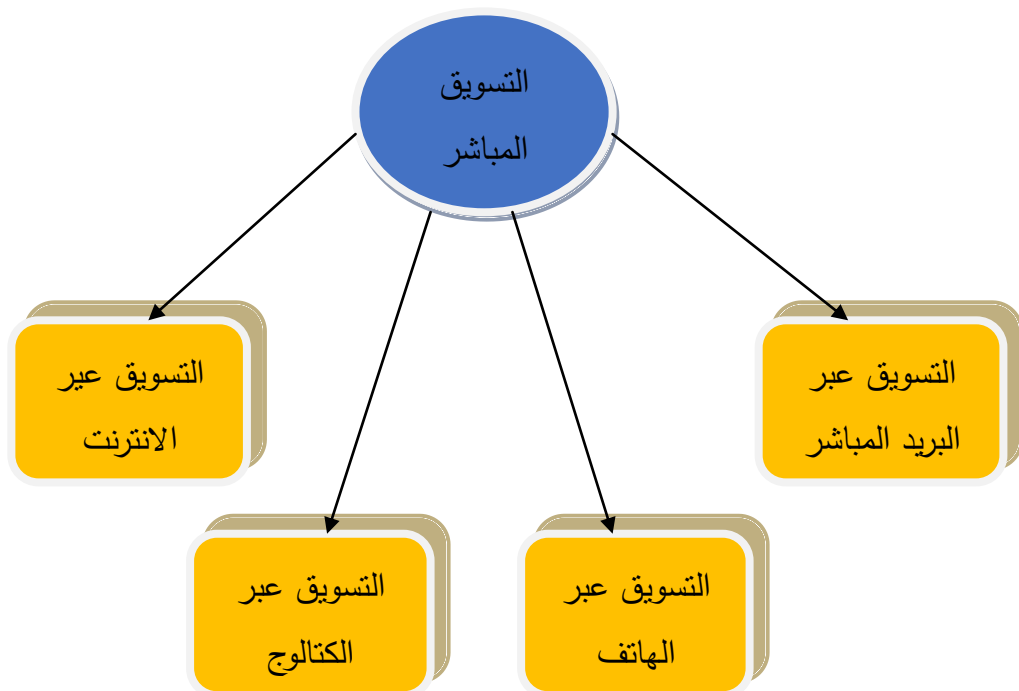 التسويق
المباشر
التسويق عبر
البريد المباشر
التسويق عير
الانترنت
التسويق عبر
الهاتف
التسويق عبر
الكتالوج